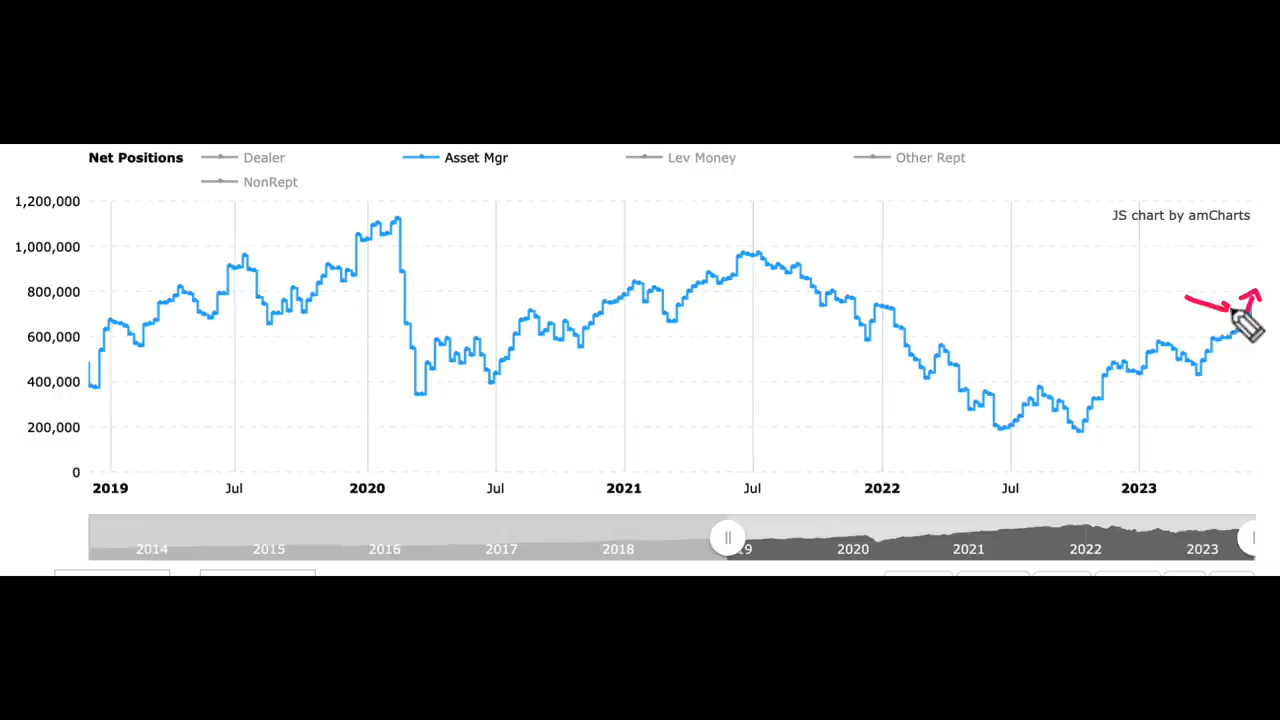 Net Positions Dealer Asset Mgr Lev Money Other Rept
NonRept
1,200,000
JS chart by amCharts
1,000,000
800,000
600,000
400,000
200,000
0
2019 Jul 2020 Jul 2021 Jul 2022 Jul 2023
2014 2015 2016 2017 2018 19 2020 2021 2022 2023